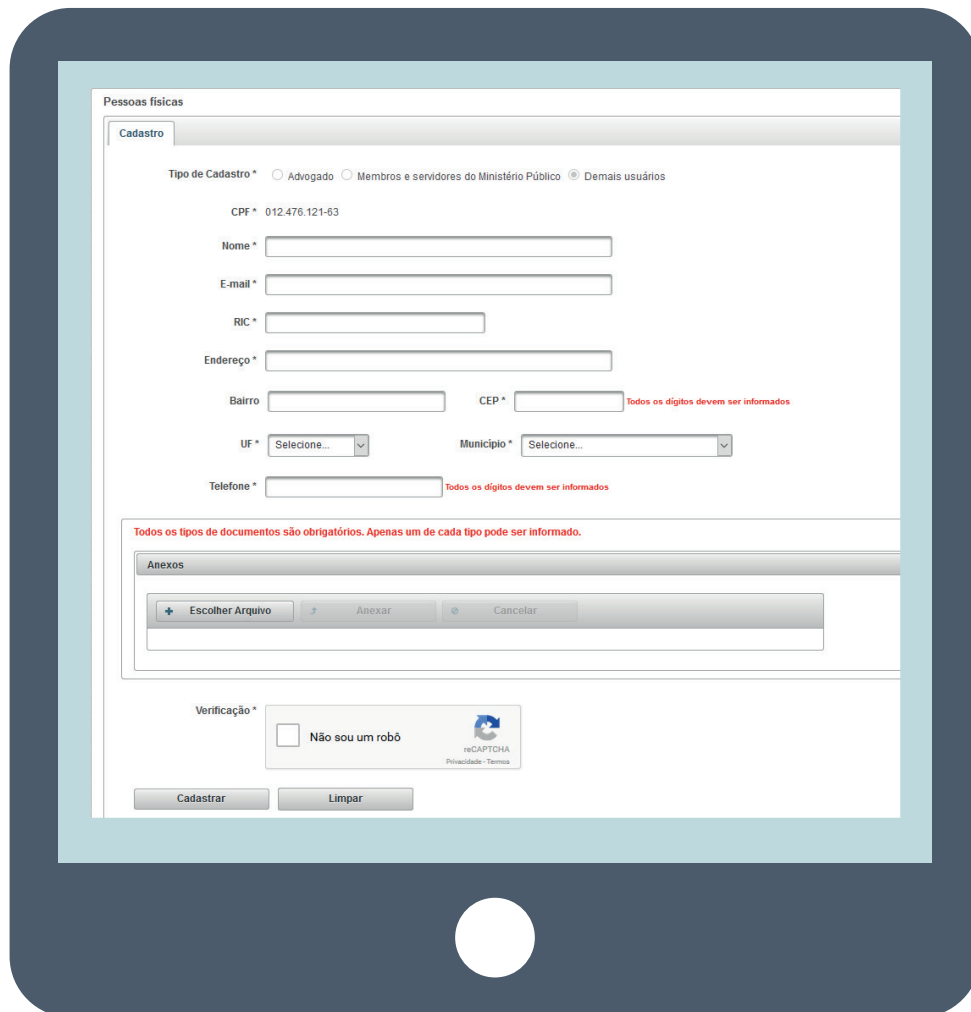 Pessoas físicas
Cadastro
Tipo de Cadastro * Advogado Membros e servidores do Ministério Público Demais usuários
CPF * 012.476.121-63
Nome *
E-mail *
RIC *
Endereço *
Bairro CEP * Todos os dígitos devem ser informados
UF * Selecione... Município * Selecione...
Telefone * Todos os dígitos devem ser informados
Todos os tipos de documentos são obrigatórios. Apenas um de cada tipo pode ser informado.
Anexos
+ Escolher Arquivo Anexar Cancelar
Verificação *
Não sou um robô
reCAPTCHA
Privacidade - Termos
Cadastrar Limpar